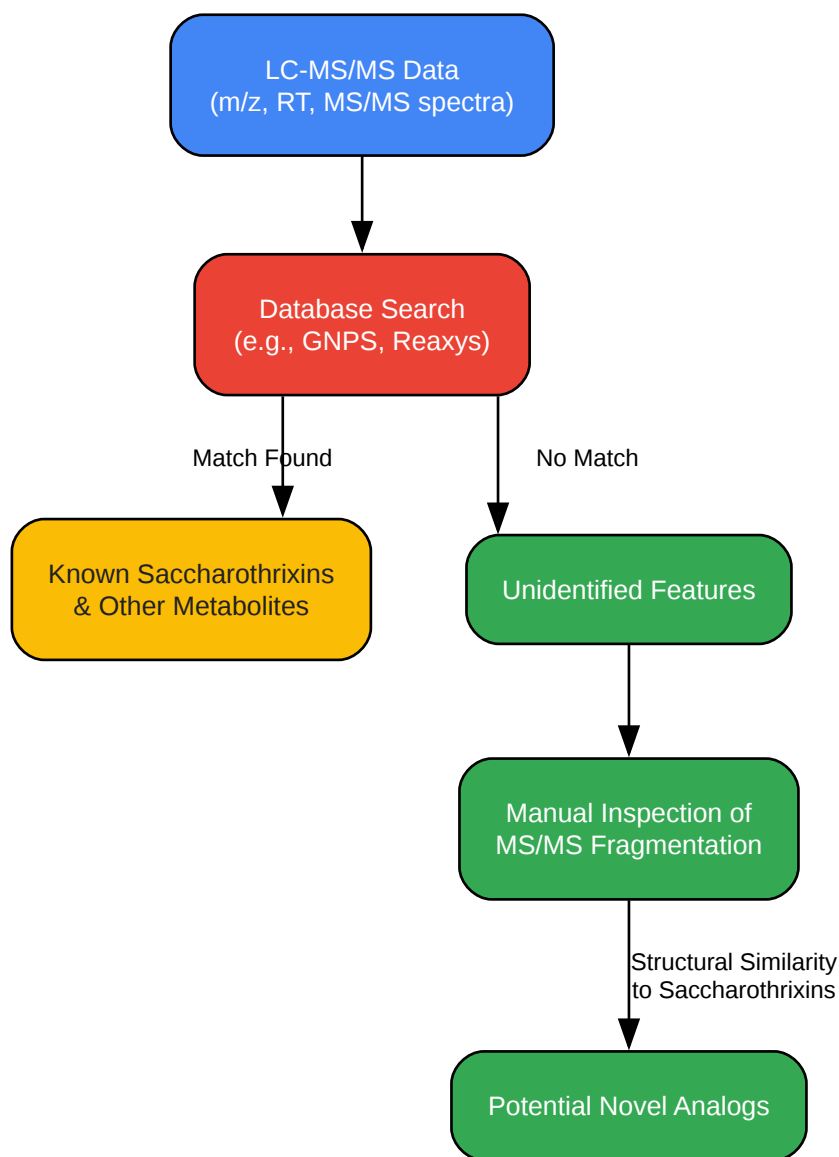 LC-MS/MS Data
(m/z, RT, MS/MS spectra)
Database Search
(e.g., GNPS, Reaxys)
Match Found
No Match
Known Saccharothrixins
& Other Metabolites
Unidentified Features
Manual Inspection of
MS/MS Fragmentation
Structural Similarity
to Saccharothrixins
Potential Novel Analogs